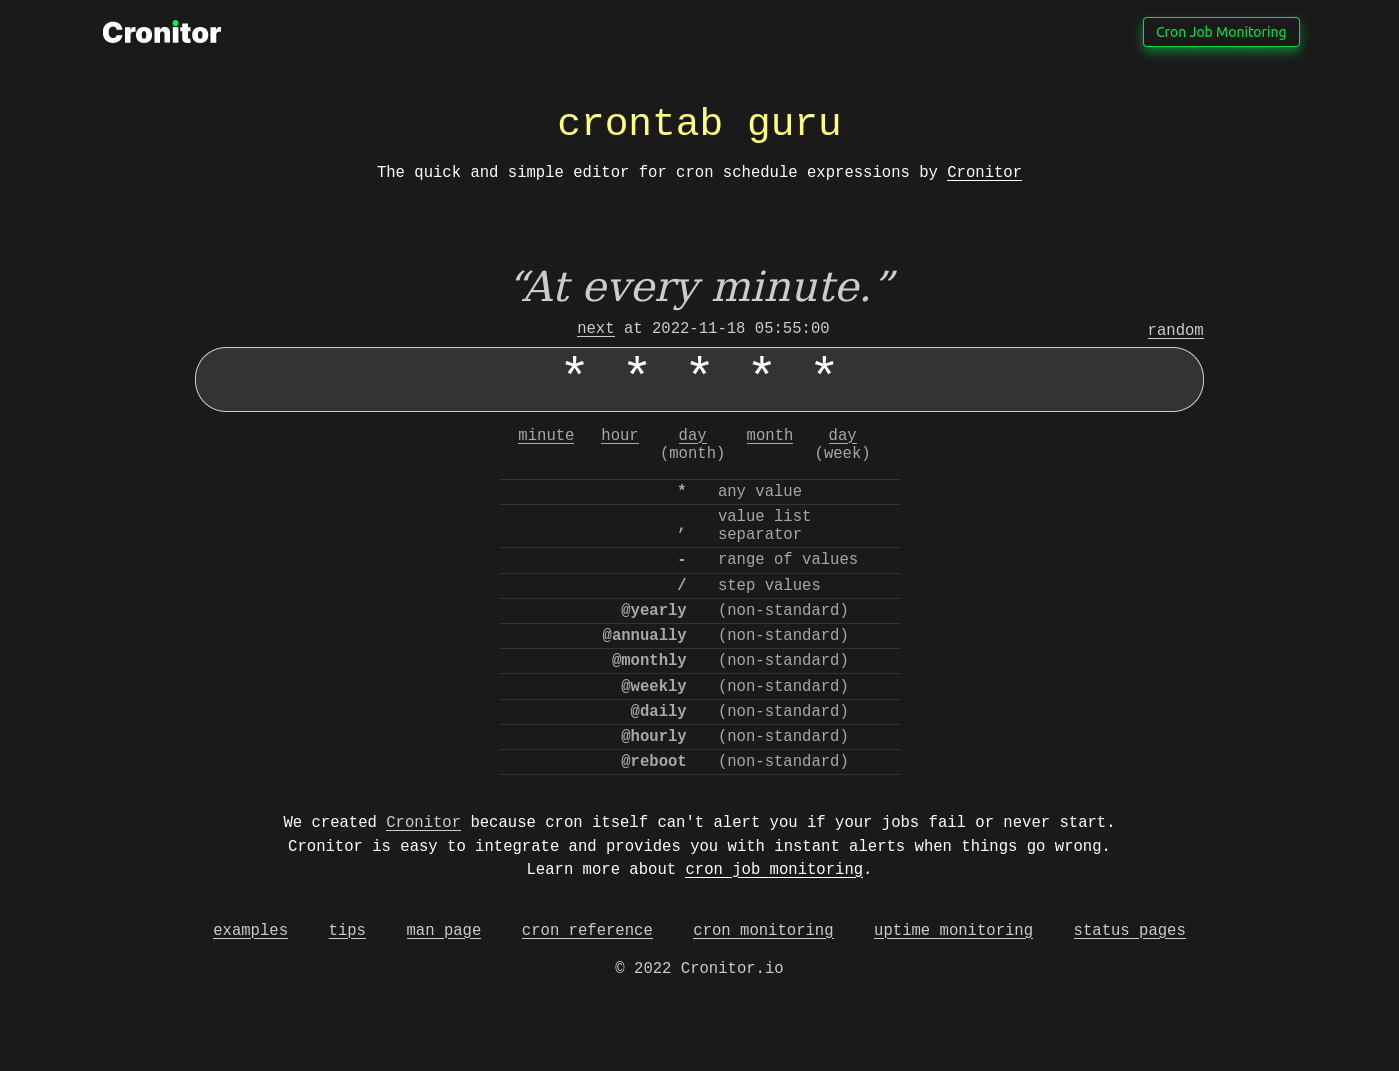 Cronitor
Cron Job Monitoring
crontab guru
The quick and simple editor for cron schedule expressions by Cronitor
“At every minute.”
next at 2022-11-18 05:55:00
random
* * * * *
minute hour day (month) month day (week)
* any value
, value list separator
- range of values
/ step values
@yearly (non-standard)
@annually (non-standard)
@monthly (non-standard)
@weekly (non-standard)
@daily (non-standard)
@hourly (non-standard)
@reboot (non-standard)
We created Cronitor because cron itself can't alert you if your jobs fail or never start.
Cronitor is easy to integrate and provides you with instant alerts when things go wrong.
Learn more about cron job monitoring.
examples tips man page cron reference cron monitoring uptime monitoring status pages
© 2022 Cronitor.io